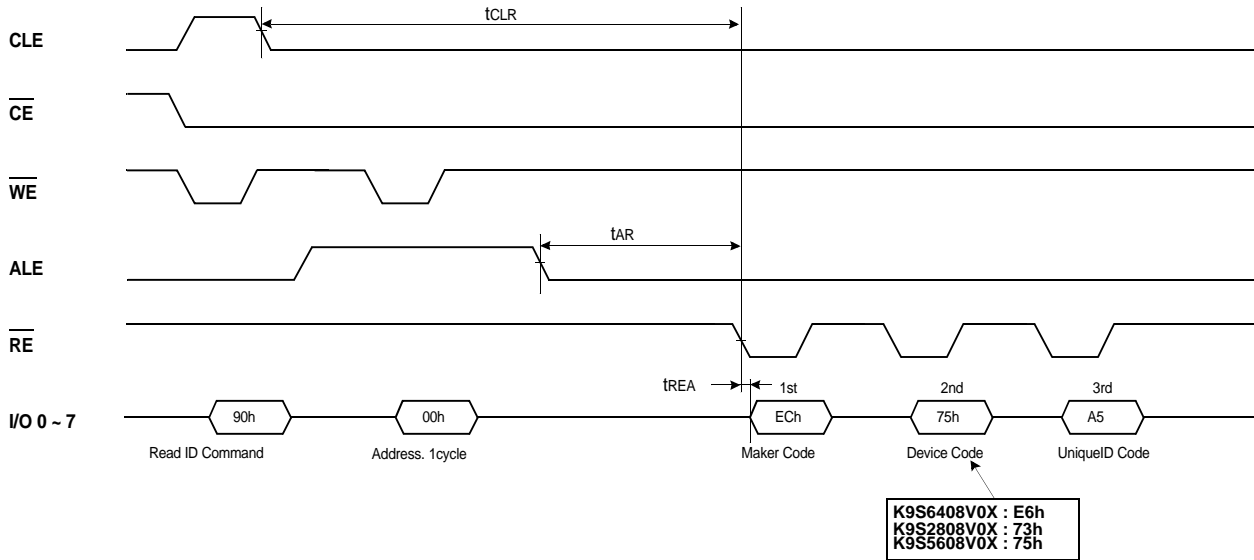 tCLR
CLE
CE
WE
tAR
ALE
RE
tREA
1st 2nd 3rd
I/O 0 ~ 7 90h 00h ECh 75h A5
Read ID Command Address. 1cycle Maker Code Device Code UniqueID Code
K9S6408V0X : E6h
K9S2808V0X : 73h
K9S5608V0X : 75h